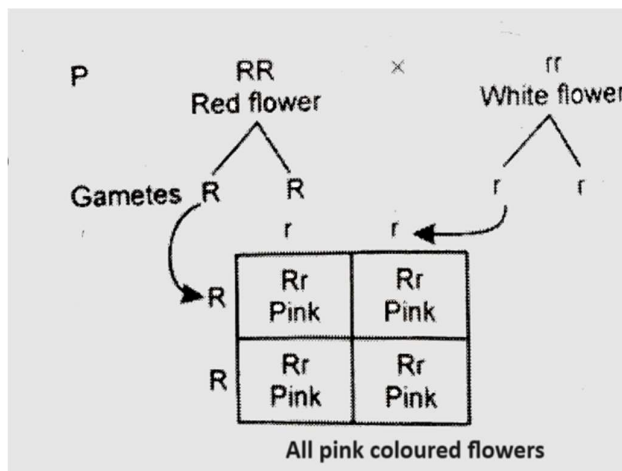 P RR × rr
Red flower White flower
Gametes R R r r
r r
R Rr Rr
Pink Pink
R Rr Rr
Pink Pink
All pink coloured flowers